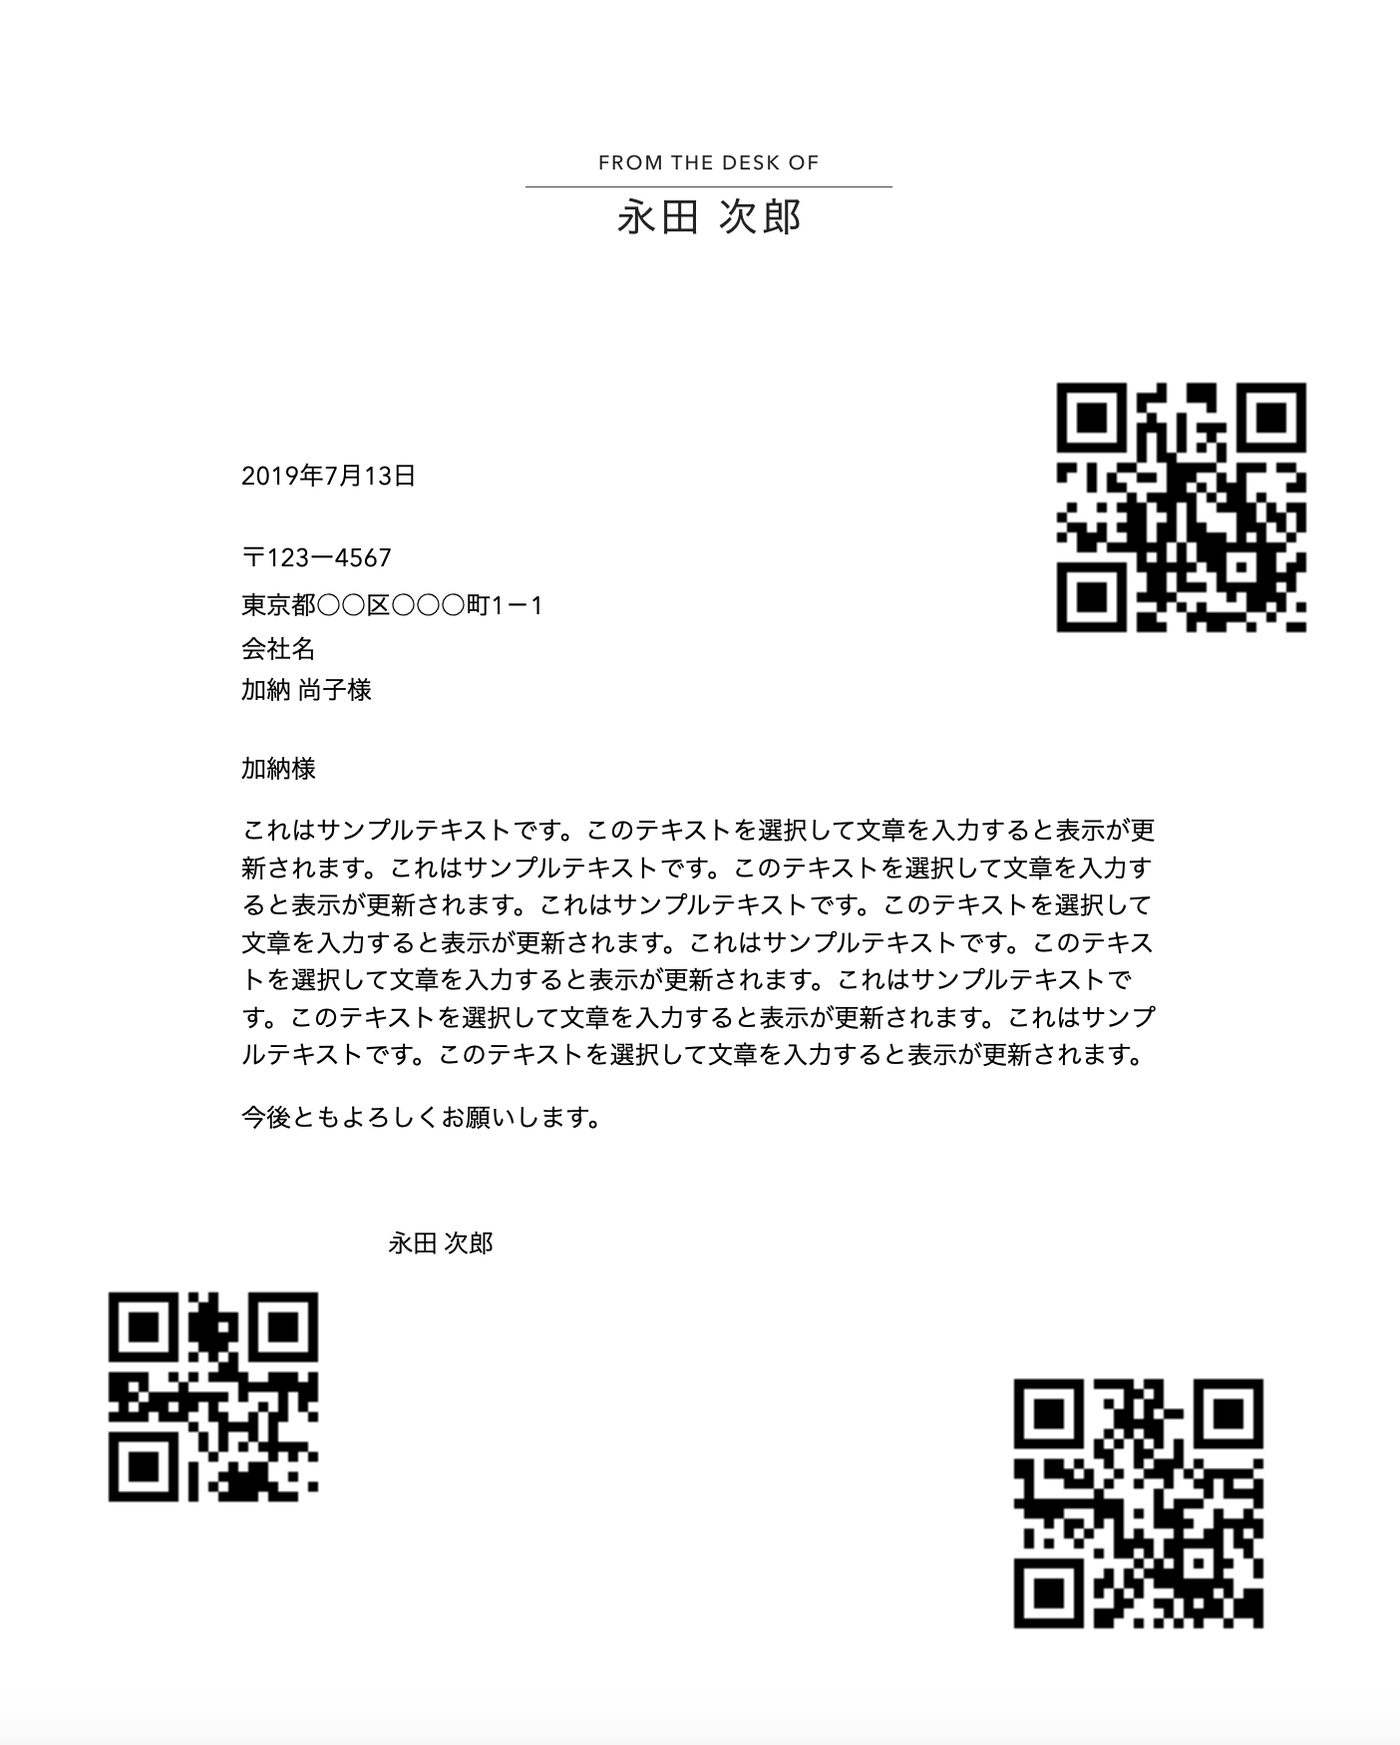 FROM THE DESK OF
永田 次郎
2019年7月13日
〒123ー4567
東京都○○区○○○町1ー1
会社名
加納 尚子様
加納様
これはサンプルテキストです。このテキストを選択して文章を入力すると表示が更
新されます。これはサンプルテキストです。このテキストを選択して文章を入力す
ると表示が更新されます。これはサンプルテキストです。このテキストを選択して
文章を入力すると表示が更新されます。これはサンプルテキストです。このテキス
トを選択して文章を入力すると表示が更新されます。これはサンプルテキストで
す。このテキストを選択して文章を入力すると表示が更新されます。これはサンプ
ルテキストです。このテキストを選択して文章を入力すると表示が更新されます。
今後ともよろしくお願いします。
永田 次郎